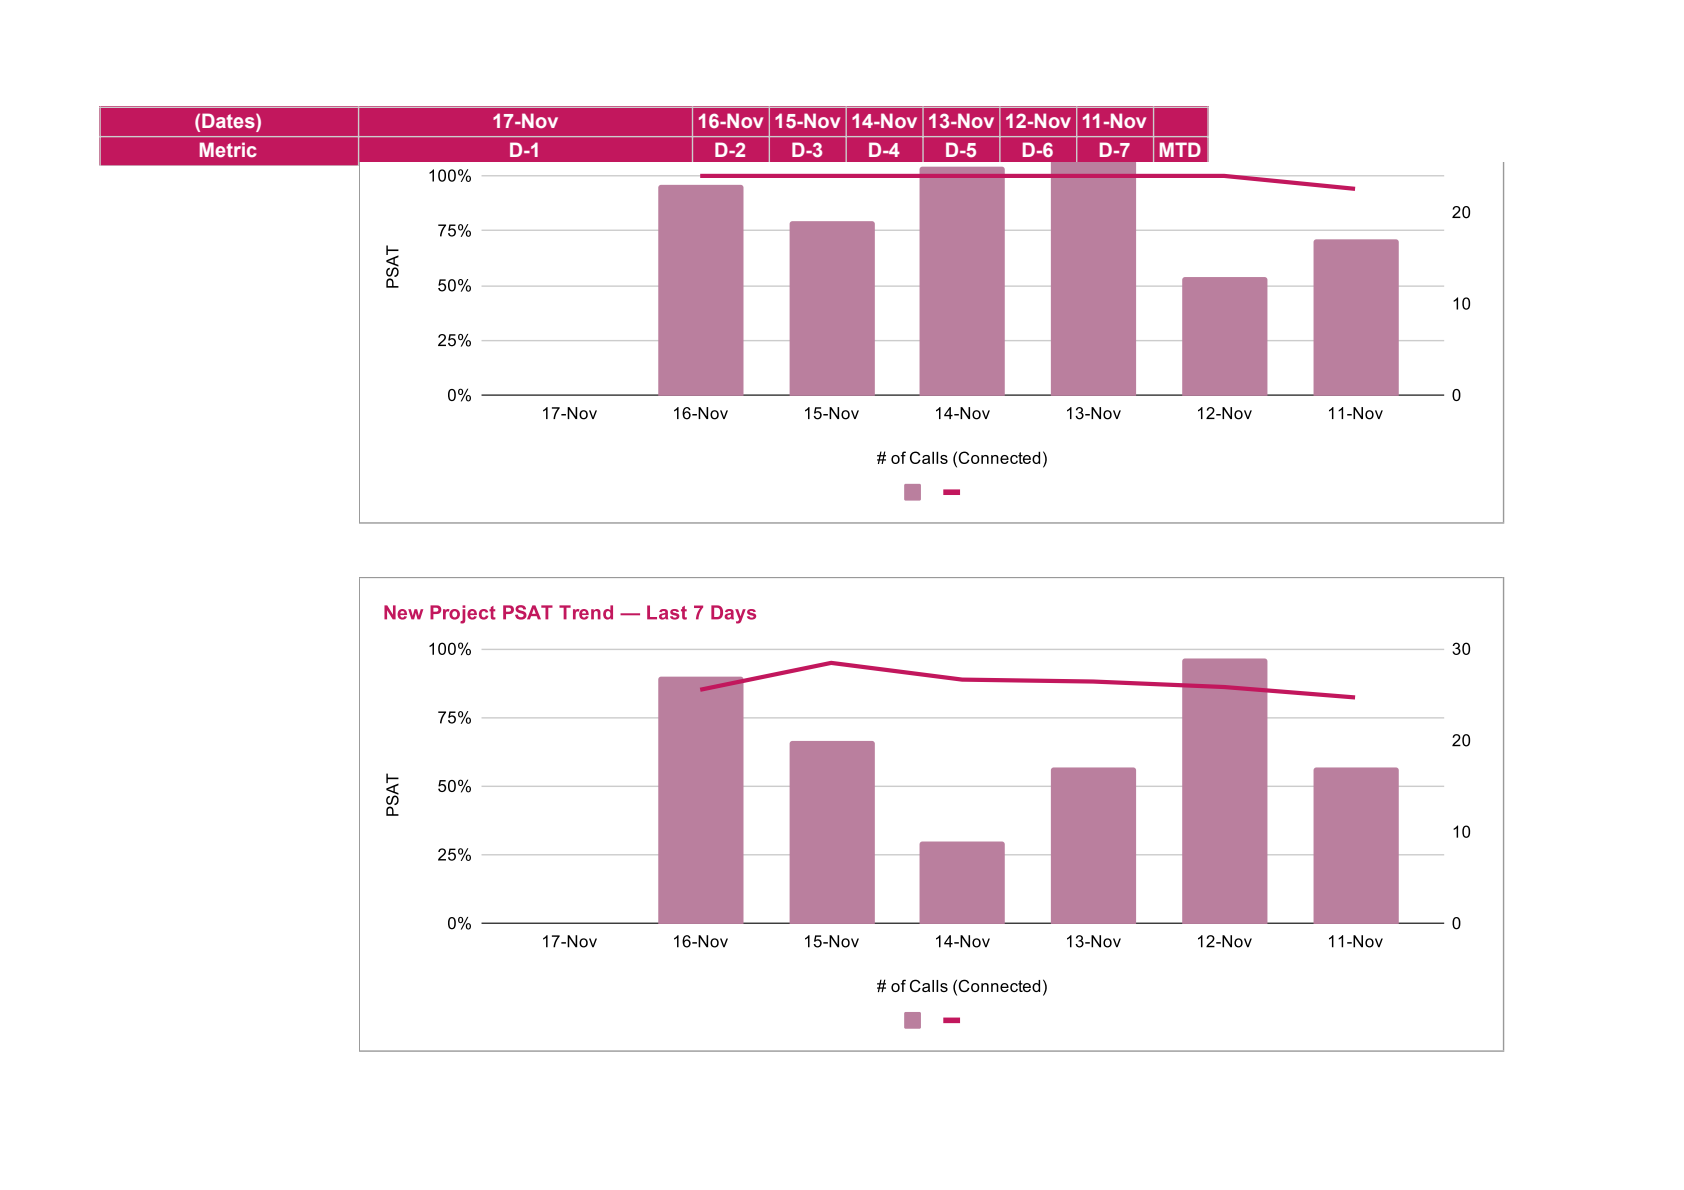 (Dates) 17-Nov 16-Nov 15-Nov 14-Nov 13-Nov 12-Nov 11-Nov
Metric D-1 D-2 D-3 D-4 D-5 D-6 D-7 MTD
100%
20
75%
PSAT
50%
10
25%
0% 0
17-Nov 16-Nov 15-Nov 14-Nov 13-Nov 12-Nov 11-Nov
# of Calls (Connected)
New Project PSAT Trend — Last 7 Days
100% 30
75%
20
PSAT
50%
10
25%
0% 0
17-Nov 16-Nov 15-Nov 14-Nov 13-Nov 12-Nov 11-Nov
# of Calls (Connected)